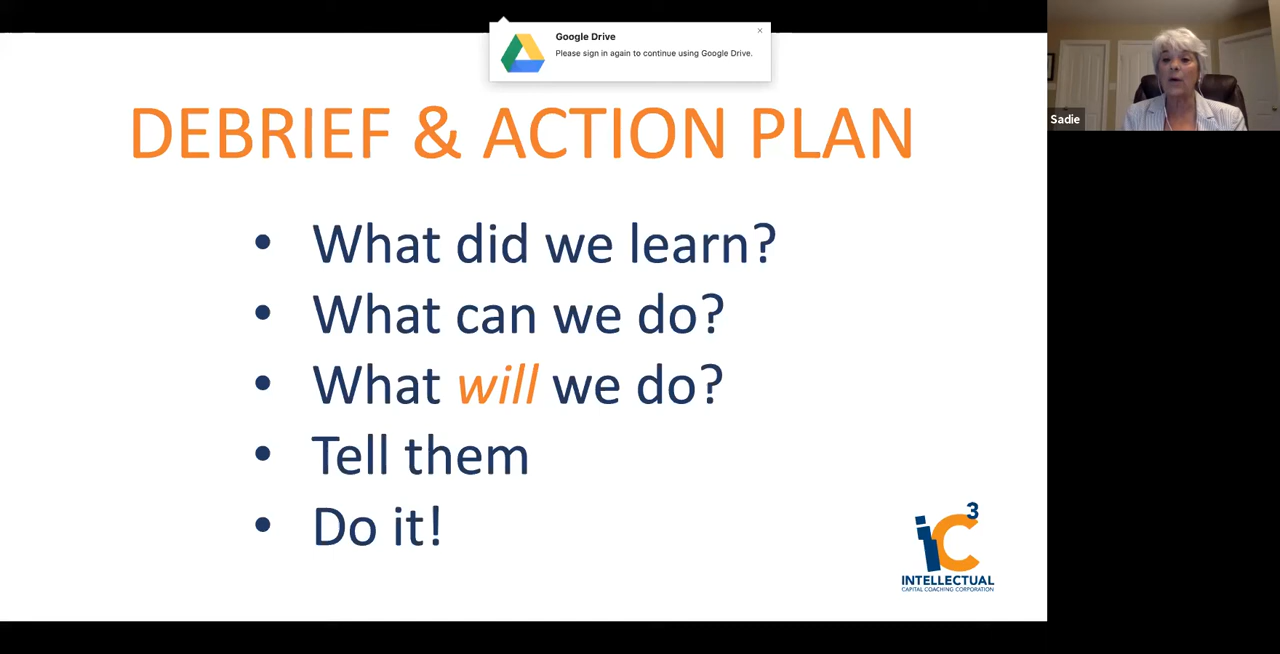 Google Drive
Please sign in again to continue using Google Drive.
Sadie
DEBRIEF & ACTION PLAN
• What did we learn?
• What can we do?
• What will we do?
• Tell them
• Do it!
iC3
INTELLECTUAL
CAPITAL COACHING CORPORATION